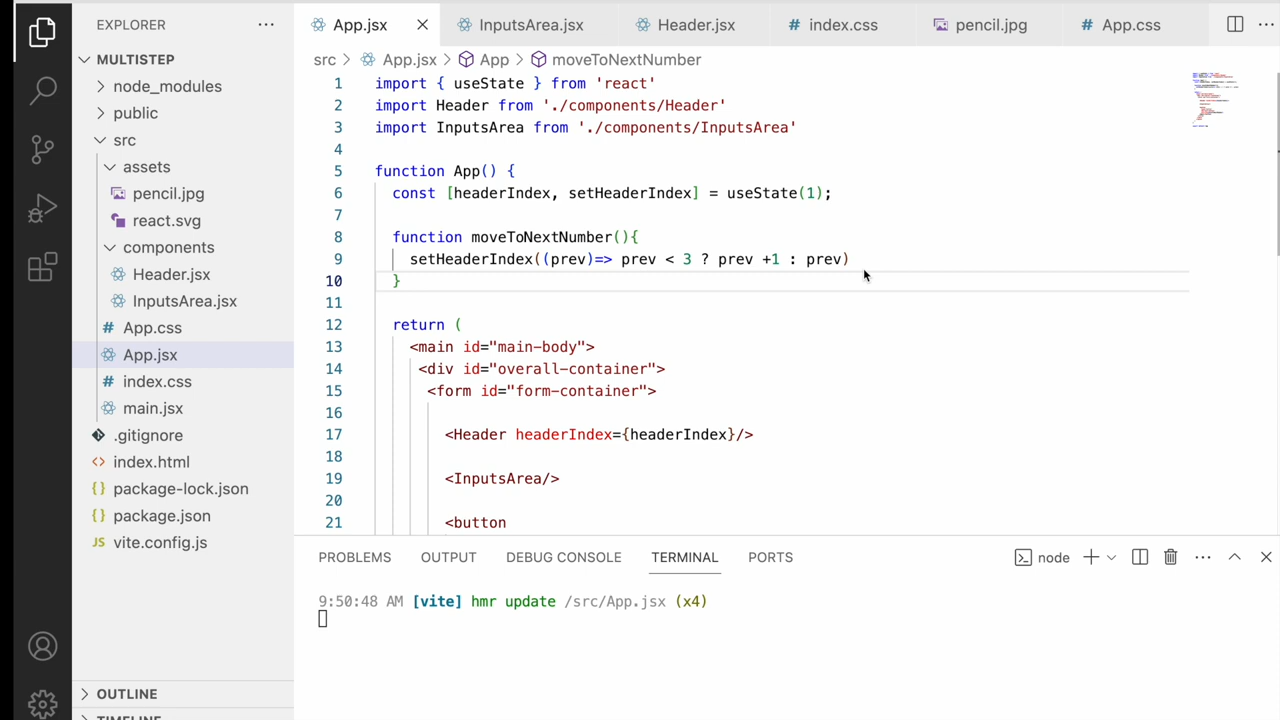 EXPLORER
MULTISTEP
node_modules
public
src
assets
pencil.jpg
react.svg
components
Header.jsx
InputsArea.jsx
App.css
App.jsx
index.css
main.jsx
.gitignore
index.html
package-lock.json
package.json
vite.config.js
OUTLINE
TIMELINE
App.jsx InputsArea.jsx Header.jsx index.css pencil.jpg App.css
src > App.jsx > App > moveToNextNumber
1 import { useState } from 'react'
2 import Header from './components/Header'
3 import InputsArea from './components/InputsArea'
4
5 function App() {
6 const [headerIndex, setHeaderIndex] = useState(1);
7
8 function moveToNextNumber(){
9 setHeaderIndex((prev)=> prev < 3 ? prev +1 : prev)
10 }
11
12 return (
13 <main id="main-body">
14 <div id="overall-container">
15 <form id="form-container">
16
17 <Header headerIndex={headerIndex}/>
18
19 <InputsArea/>
20
21 <button
PROBLEMS OUTPUT DEBUG CONSOLE TERMINAL PORTS node
9:50:48 AM [vite] hmr update /src/App.jsx (x4)